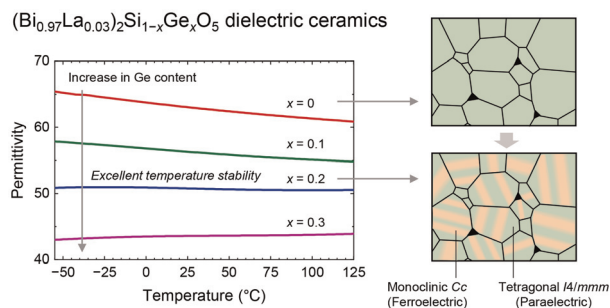 (Bi0.97La0.03)2Si1−xGexO5 dielectric ceramics
Increase in Ge content
x = 0
x = 0.1
Excellent temperature stability
x = 0.2
x = 0.3
Permittivity
70
60
50
40
−50
−25
0
25
50
75
100
125
Temperature (°C)
Monoclinic Cc
(Ferroelectric)
Tetragonal I4/mmm
(Paraelectric)